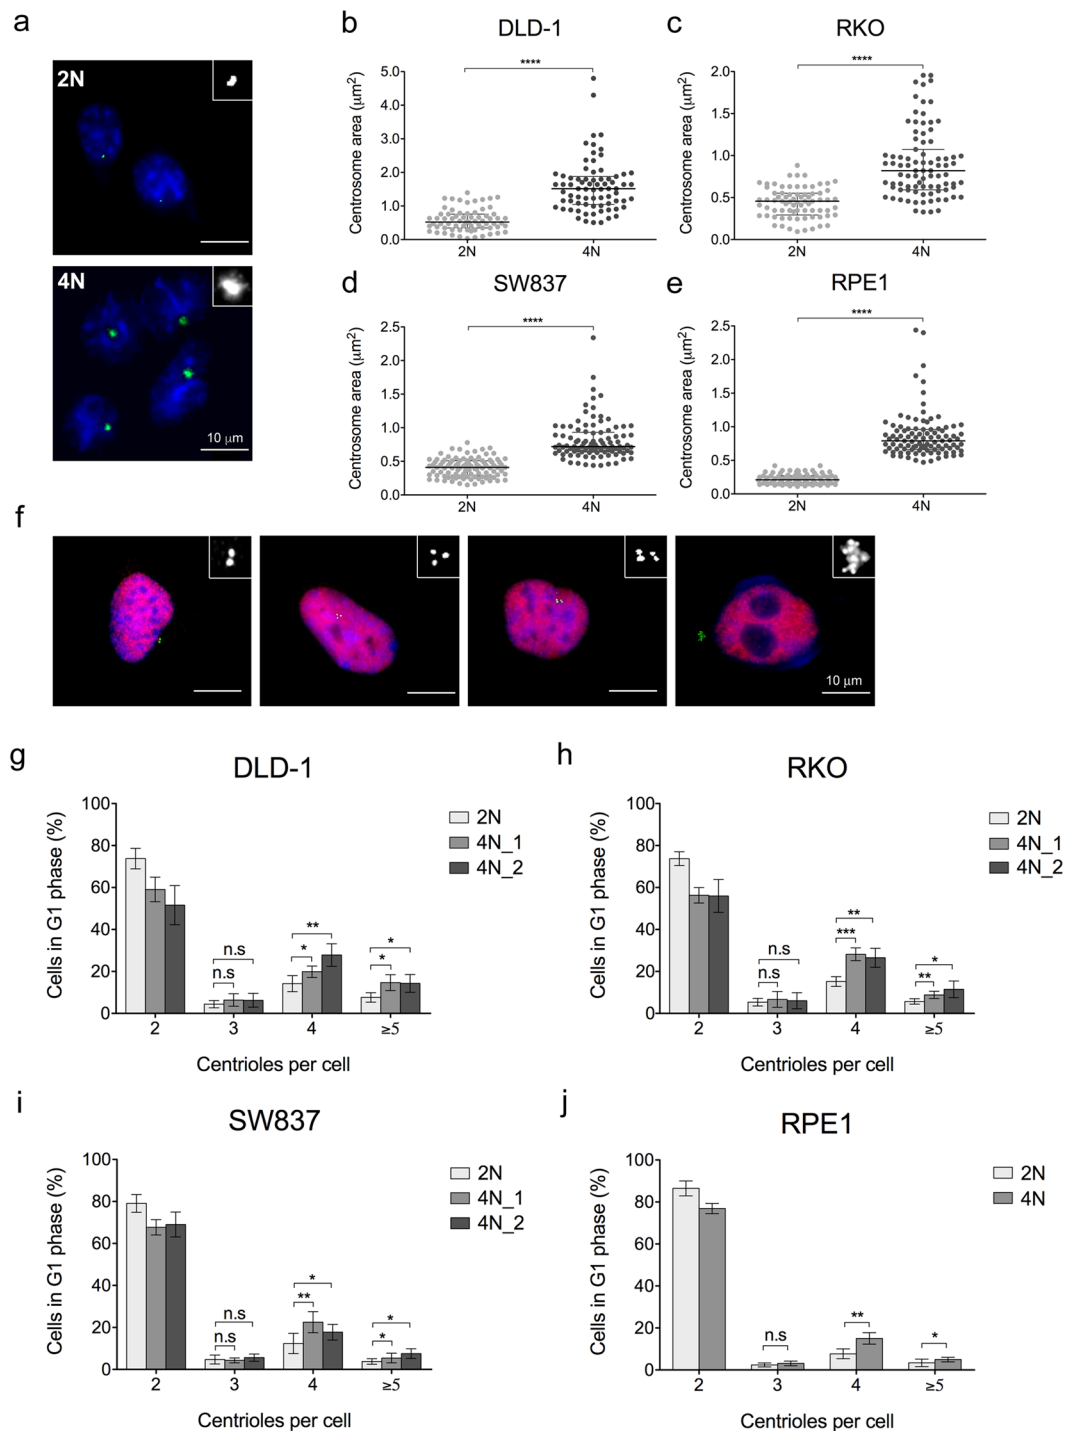 a
2N
4N
10 μm
b
DLD-1
Centrosome area (μm²)
****
5.0
4.0
3.0
2.0
1.0
0.0
2N
4N
c
RKO
Centrosome area (μm²)
****
2.0
1.5
1.0
0.5
0.0
2N
4N
d
SW837
Centrosome area (μm²)
****
2.5
2.0
1.5
1.0
0.5
0.0
2N
4N
e
RPE1
Centrosome area (μm²)
****
2.5
2.0
1.5
1.0
0.5
0.0
2N
4N
f
10 μm
g
DLD-1
Cells in G1 phase (%)
100
80
60
40
20
0
n.s
n.s
**
*
*
*
2N
4N_1
4N_2
2
3
4
≥5
Centrioles per cell
h
RKO
Cells in G1 phase (%)
100
80
60
40
20
0
n.s
n.s
**
***
*
**
2N
4N_1
4N_2
2
3
4
≥5
Centrioles per cell
i
SW837
Cells in G1 phase (%)
100
80
60
40
20
0
n.s
n.s
*
**
*
*
2N
4N_1
4N_2
2
3
4
≥5
Centrioles per cell
j
RPE1
Cells in G1 phase (%)
100
80
60
40
20
0
n.s
**
*
2N
4N
2
3
4
≥5
Centrioles per cell